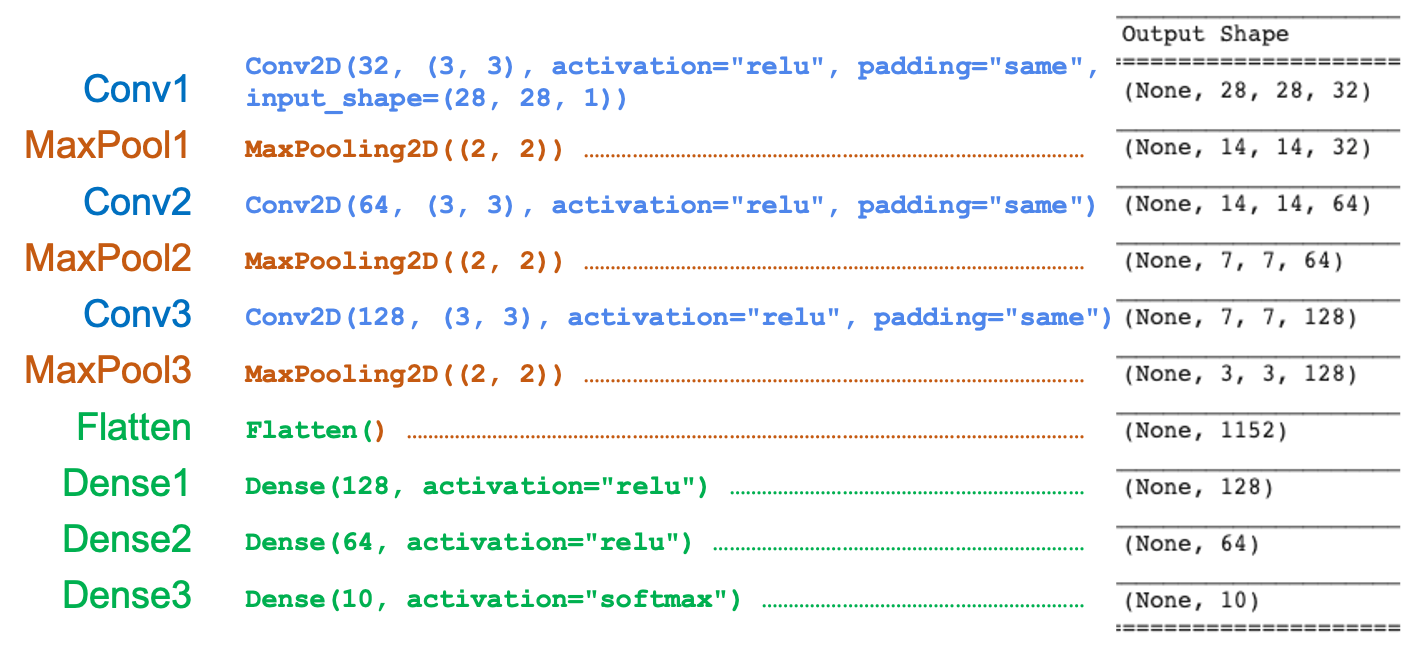 Output Shape
Conv1 Conv2D(32, (3, 3), activation="relu", padding="same", (None, 28, 28, 32)
input_shape=(28, 28, 1))
MaxPool1 MaxPooling2D((2, 2)) (None, 14, 14, 32)
Conv2 Conv2D(64, (3, 3), activation="relu", padding="same") (None, 14, 14, 64)
MaxPool2 MaxPooling2D((2, 2)) (None, 7, 7, 64)
Conv3 Conv2D(128, (3, 3), activation="relu", padding="same") (None, 7, 7, 128)
MaxPool3 MaxPooling2D((2, 2)) (None, 3, 3, 128)
Flatten Flatten() (None, 1152)
Dense1 Dense(128, activation="relu") (None, 128)
Dense2 Dense(64, activation="relu") (None, 64)
Dense3 Dense(10, activation="softmax") (None, 10)